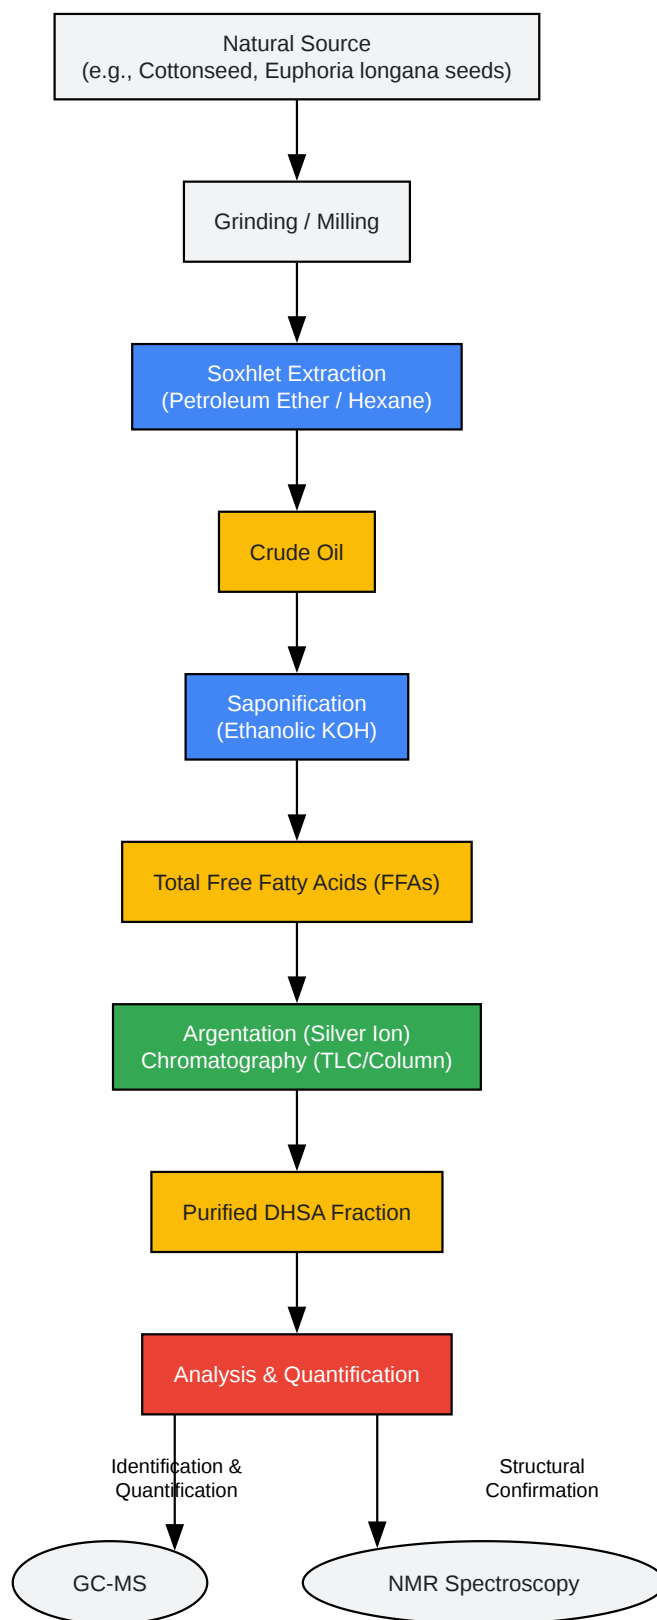 Natural Source
(e.g., Cottonseed, Euphoria longana seeds)
Grinding / Milling
Soxhlet Extraction
(Petroleum Ether / Hexane)
Crude Oil
Saponification
(Ethanolic KOH)
Total Free Fatty Acids (FFAs)
Argentation (Silver Ion)
Chromatography (TLC/Column)
Purified DHSA Fraction
Analysis & Quantification
Identification &
Quantification
Structural
Confirmation
GC-MS
NMR Spectroscopy